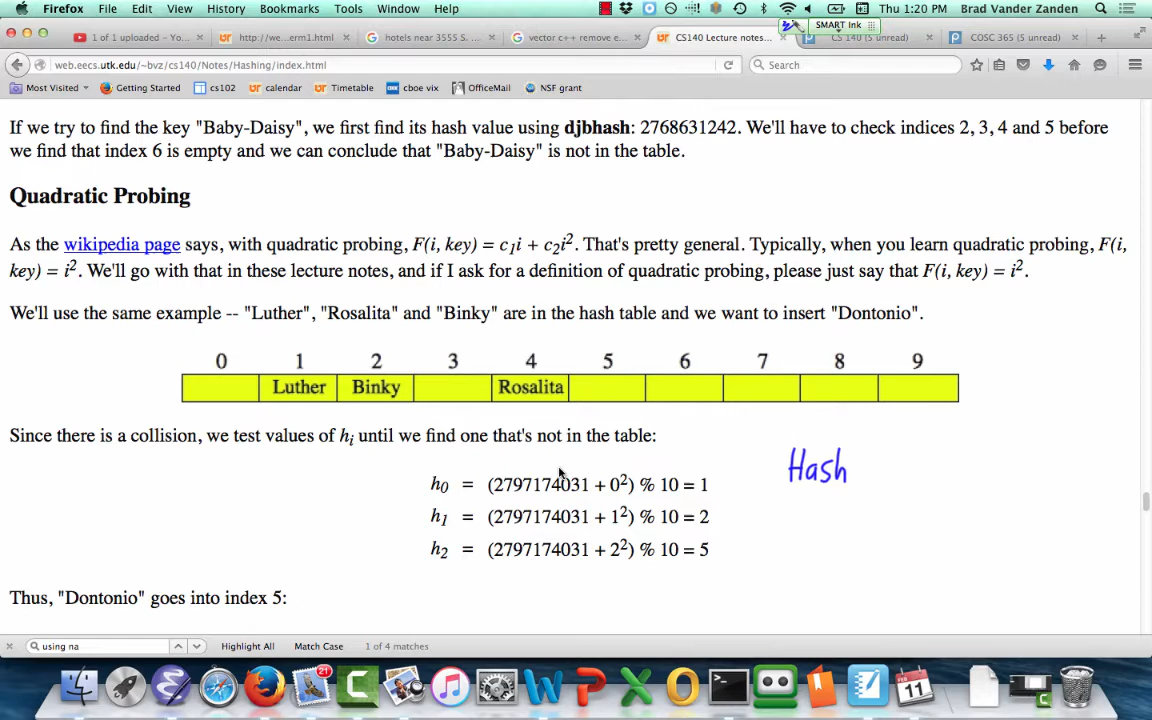 Firefox File Edit View History Bookmarks Tools Window Help Thu 1:20 PM Brad Vander Zanden
SMART Ink
1 of 1 uploaded - Yo... http://we...erm1.html hotels near 3555 S. ... vector c++ remove e... CS140 Lecture notes... CS 140 (5 unread) COSC 365 (5 unread)
web.eecs.utk.edu/~bvz/cs140/Notes/Hashing/index.html Search
Most Visited Getting Started cs102 calendar Timetable cboe vix OfficeMail NSF grant
If we try to find the key "Baby-Daisy", we first find its hash value using djbhash: 2768631242. We'll have to check indices 2, 3, 4 and 5 before
we find that index 6 is empty and we can conclude that "Baby-Daisy" is not in the table.
Quadratic Probing
As the wikipedia page says, with quadratic probing, F(i, key) = c₁i + c₂i². That's pretty general. Typically, when you learn quadratic probing, F(i,
key) = i². We'll go with that in these lecture notes, and if I ask for a definition of quadratic probing, please just say that F(i, key) = i².
We'll use the same example -- "Luther", "Rosalita" and "Binky" are in the hash table and we want to insert "Dontonio".
0 1 2 3 4 5 6 7 8 9
Luther Binky Rosalita
Since there is a collision, we test values of hᵢ until we find one that's not in the table:
Hash
h₀ = (2797174031 + 0²) % 10 = 1
h₁ = (2797174031 + 1²) % 10 = 2
h₂ = (2797174031 + 2²) % 10 = 5
Thus, "Dontonio" goes into index 5:
using na Highlight All Match Case 1 of 4 matches
21
FEB
11